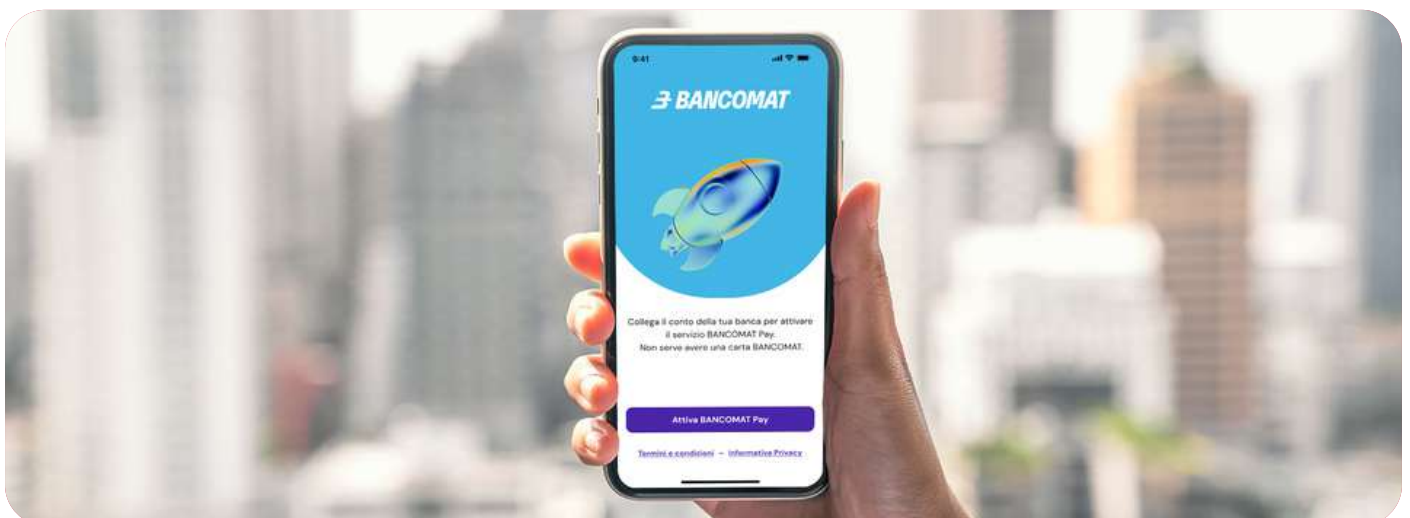 9:41
BANCOMAT
Collega il conto della tua banca per attivare
il servizio BANCOMAT Pay.
Non serve avere una carta BANCOMAT.
Attiva BANCOMAT Pay
Termini e condizioni – Informativa Privacy